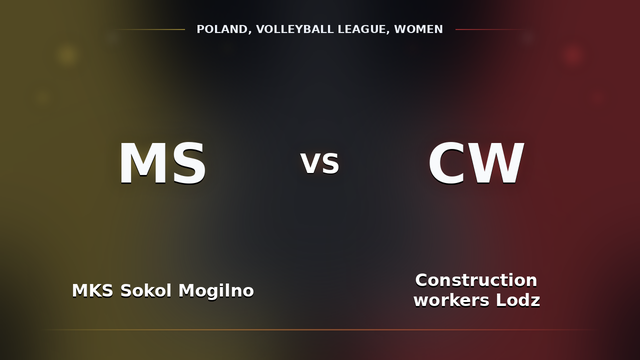 POLAND, VOLLEYBALL LEAGUE, WOMEN
MS
VS
CW
MKS Sokol Mogilno
Construction
workers Lodz